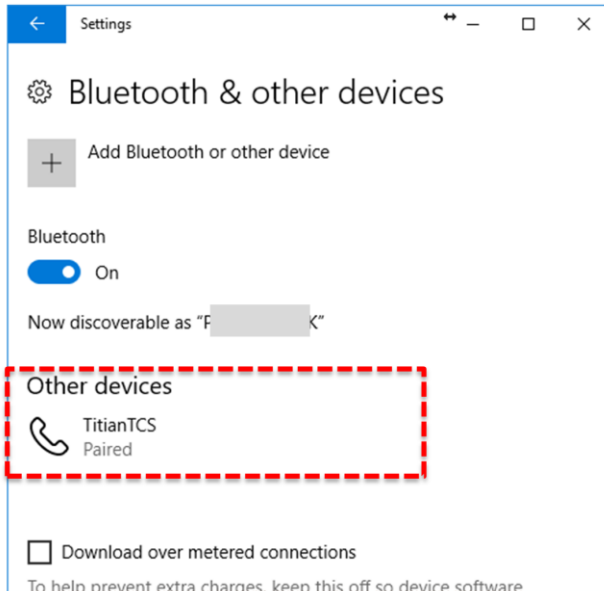 Settings
Bluetooth & other devices
Add Bluetooth or other device
Bluetooth
On
Now discoverable as "F K"
Other devices
TitianTCS
Paired
Download over metered connections
To help prevent extra charges, keep this off so device software